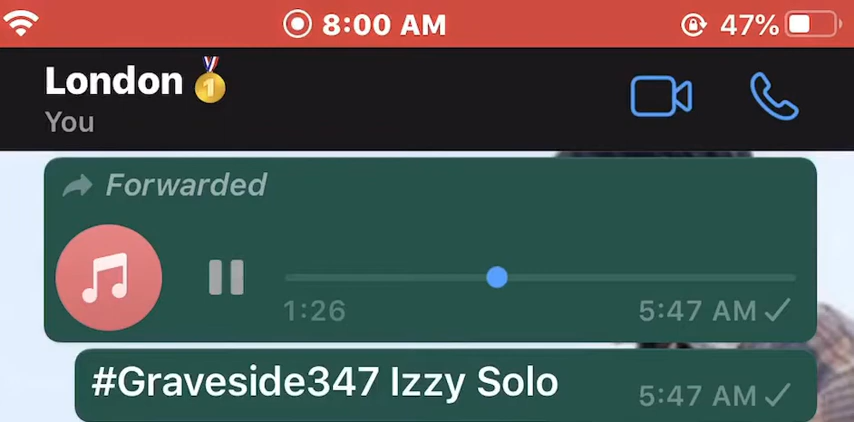 8:00 AM 47%
London 🥇
You
Forwarded
1:26 5:47 AM
#Graveside347 Izzy Solo 5:47 AM